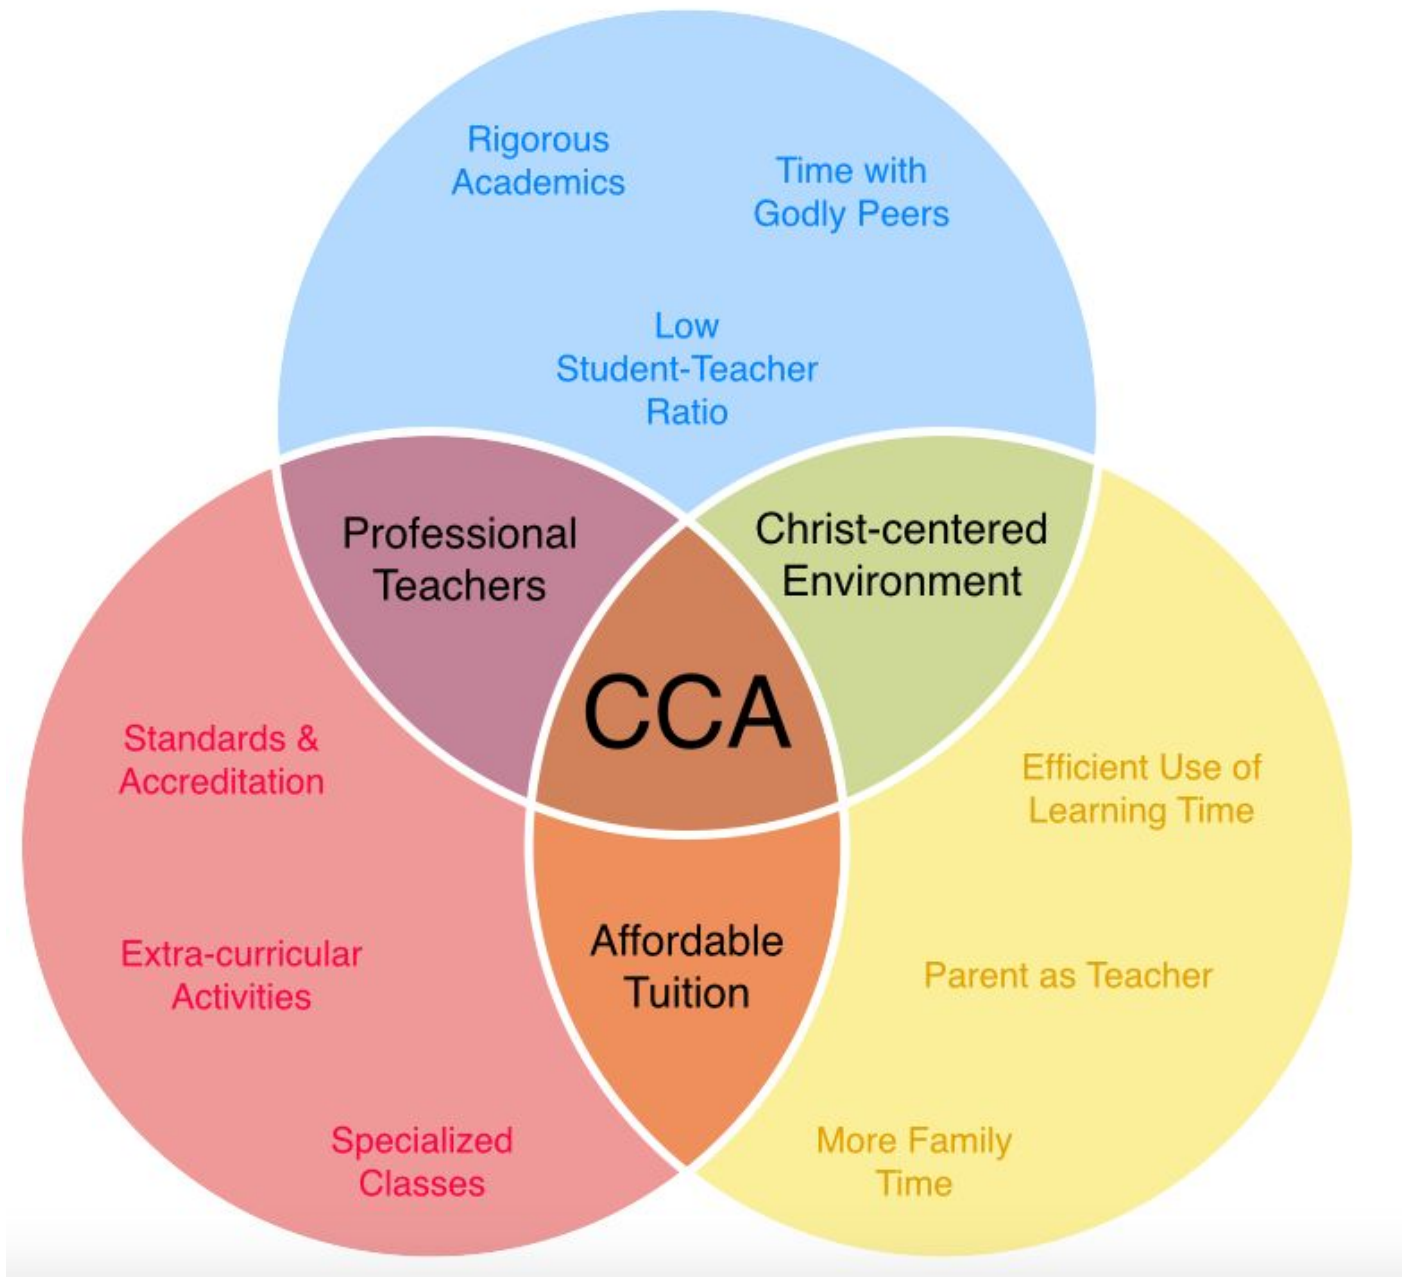 Rigorous
Academics
Time with
Godly Peers
Low
Student-Teacher
Ratio
Professional
Teachers
Christ-centered
Environment
CCA
Standards &
Accreditation
Efficient Use of
Learning Time
Extra-curricular
Activities
Affordable
Tuition
Parent as Teacher
Specialized
Classes
More Family
Time